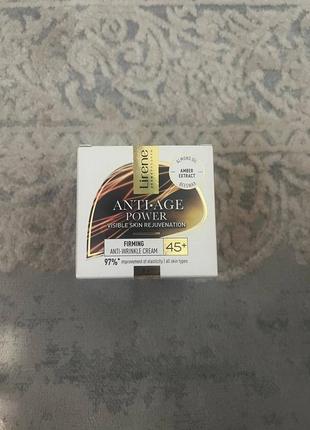 Lirene
ALMOND OIL
AMBER
EXTRACT
BEESWAX
ANTI-AGE
POWER
VISIBLE SKIN REJUVENATION
FIRMING
ANTI-WRINKLE CREAM
45+
97%* improvement of elasticity | all skin types